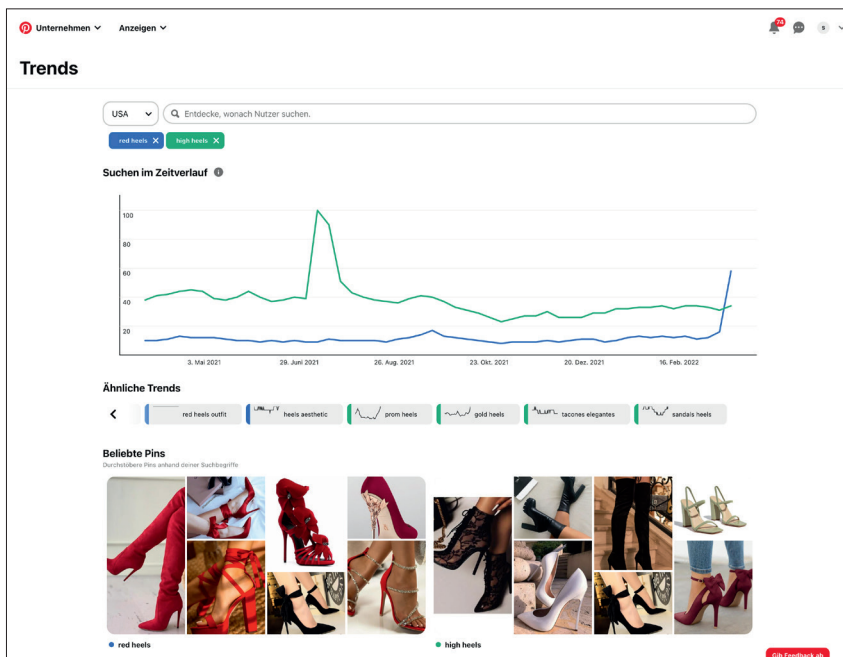 Unternehmen Anzeigen 74 S
Trends
USA Entdecke, wonach Nutzer suchen.
red heels × high heels ×
Suchen im Zeitverlauf
100
80
60
40
20
3. Mai 2021 29. Juni 2021 26. Aug. 2021 23. Okt. 2021 20. Dez. 2021 16. Feb. 2022
Ähnliche Trends
red heels outfit heels aesthetic prom heels gold heels tacones elegantes sandals heels
Beliebte Pins
Durchstöbere Pins anhand deiner Suchbegriffe
red heels high heels
Gib Feedback ab